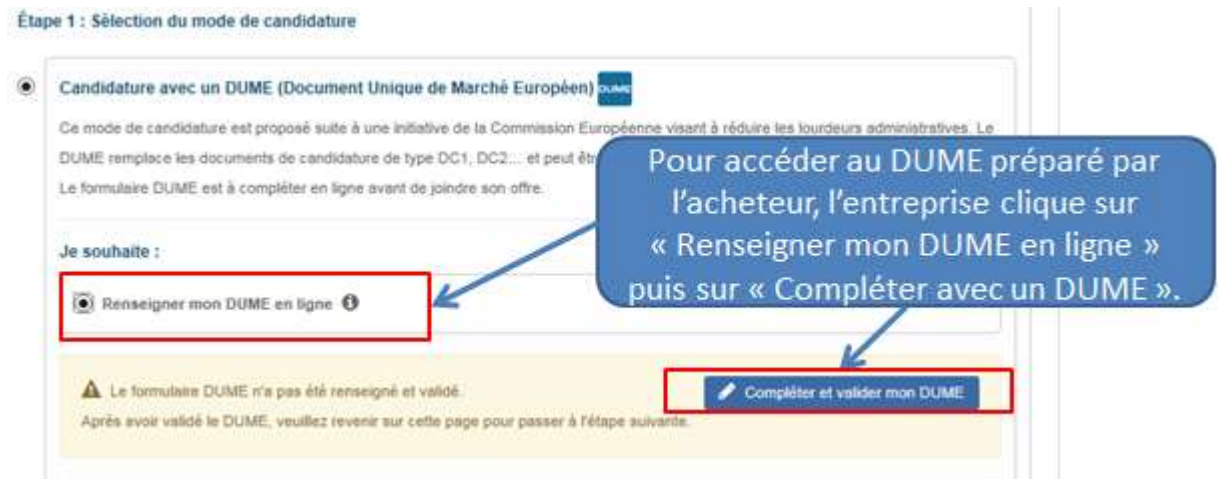 Étape 1 : Sélection du mode de candidature
Candidature avec un DUME (Document Unique de Marché Européen) DUME
Ce mode de candidature est proposé suite à une initiative de la Commission Européenne visant à réduire les lourdeurs administratives. Le
DUME remplace les documents de candidature de type DC1, DC2... et peut
Le formulaire DUME est à compléter en ligne avant de joindre son offre.
Pour accéder au DUME préparé par
l'acheteur, l'entreprise clique sur
« Renseigner mon DUME en ligne »
puis sur « Compléter avec un DUME ».
Je souhaite :
Renseigner mon DUME en ligne
Le formulaire DUME n'a pas été renseigné et validé.
Compléter et valider mon DUME
Après avoir validé le DUME, veuillez revenir sur cette page pour passer à l'étape suivante.